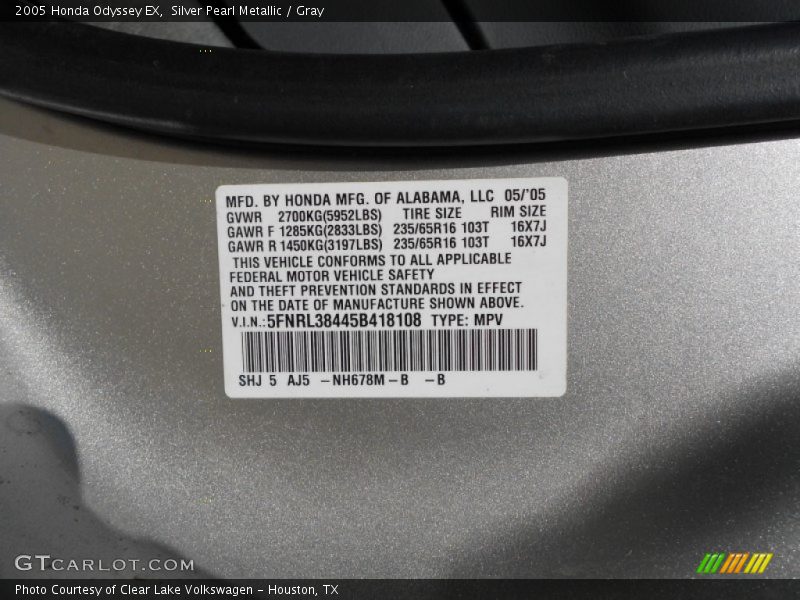 2005 Honda Odyssey EX, Silver Pearl Metallic / Gray
MFD. BY HONDA MFG. OF ALABAMA, LLC 05/'05
GVWR 2700KG(5952LBS) TIRE SIZE RIM SIZE
GAWR F 1285KG(2833LBS) 235/65R16 103T 16X7J
GAWR R 1450KG(3197LBS) 235/65R16 103T 16X7J
THIS VEHICLE CONFORMS TO ALL APPLICABLE
FEDERAL MOTOR VEHICLE SAFETY
AND THEFT PREVENTION STANDARDS IN EFFECT
ON THE DATE OF MANUFACTURE SHOWN ABOVE.
V.I.N.:5FNRL38445B418108 TYPE: MPV
SHJ 5 AJ5 –NH678M–B –B
GTCARLOT.COM
Photo Courtesy of Clear Lake Volkswagen – Houston, TX